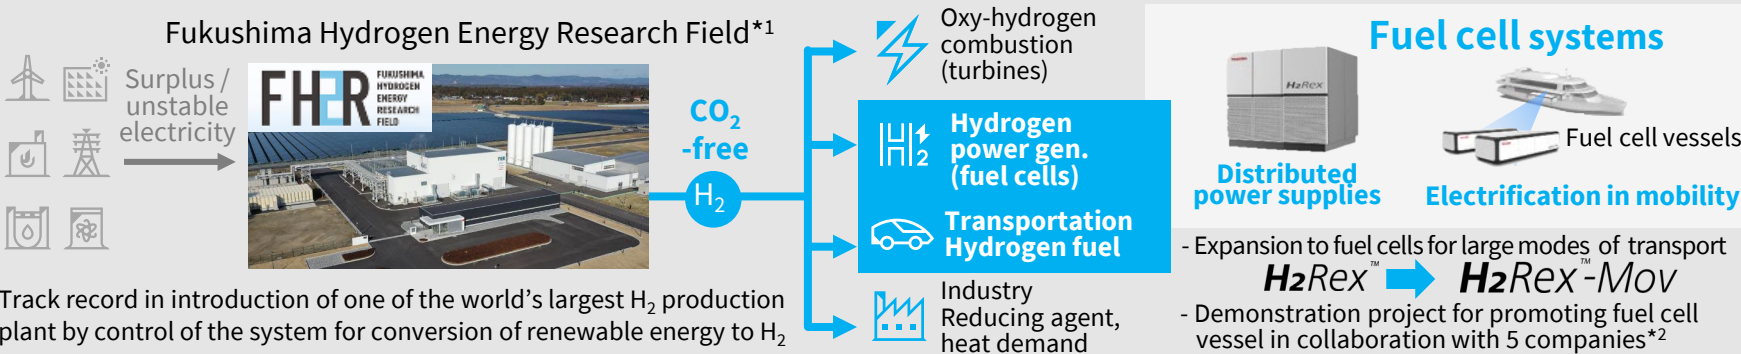 Fukushima Hydrogen Energy Research Field*1
Surplus /
unstable
electricity
FH2R
FUKUSHIMA
HYDROGEN
ENERGY
RESEARCH
FIELD
CO2
-free
H2
Oxy-hydrogen
combustion
(turbines)
H2
Hydrogen
power gen.
(fuel cells)
Transportation
Hydrogen fuel
Industry
Reducing agent,
heat demand
Track record in introduction of one of the world’s largest H2 production
plant by control of the system for conversion of renewable energy to H2
Fuel cell systems
H2Rex
Fuel cell vessels
Distributed
power supplies
Electrification in mobility
- Expansion to fuel cells for large modes of transport
H2Rex™ H2Rex™-Mov
- Demonstration project for promoting fuel cell
vessel in collaboration with 5 companies*2